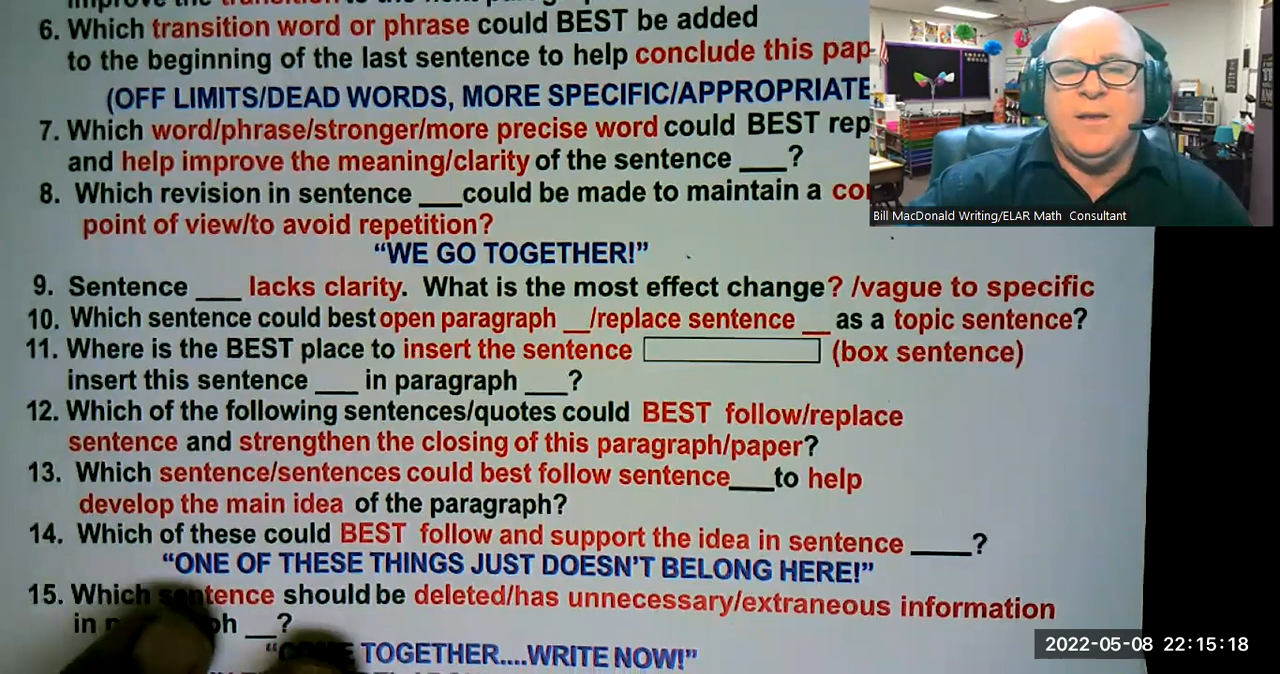 6. Which transition word or phrase could BEST be added
to the beginning of the last sentence to help conclude this pap
(OFF LIMITS/DEAD WORDS, MORE SPECIFIC/APPROPRIATE
7. Which word/phrase/stronger/more precise word could BEST rep
and help improve the meaning/clarity of the sentence ___?
8. Which revision in sentence ___could be made to maintain a co
point of view/to avoid repetition?
“WE GO TOGETHER!”
9. Sentence ___ lacks clarity. What is the most effect change? /vague to specific
10. Which sentence could best open paragraph __/replace sentence __ as a topic sentence?
11. Where is the BEST place to insert the sentence (box sentence)
insert this sentence ___ in paragraph ___?
12. Which of the following sentences/quotes could BEST follow/replace
sentence and strengthen the closing of this paragraph/paper?
13. Which sentence/sentences could best follow sentence___to help
develop the main idea of the paragraph?
14. Which of these could BEST follow and support the idea in sentence ____?
“ONE OF THESE THINGS JUST DOESN’T BELONG HERE!”
15. Which sentence should be deleted/has unnecessary/extraneous information
in __?
TOGETHER....WRITE NOW!”
Bill MacDonald Writing/ELAR Math Consultant
2022-05-08 22:15:18